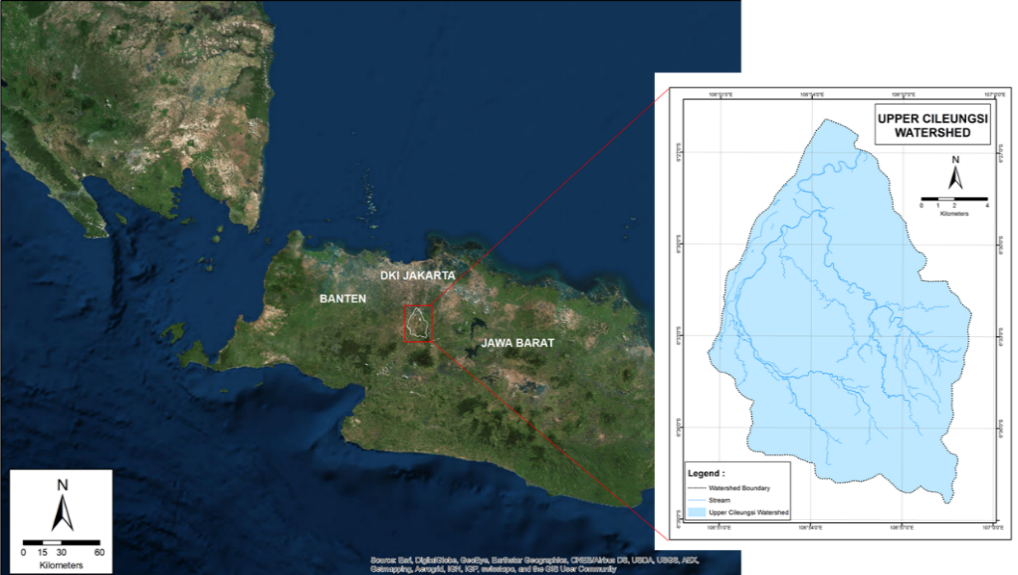 DKI JAKARTA
BANTEN
JAWA BARAT
N
0 15 30 60
Kilometers
Source: Esri, DigitalGlobe, GeoEye, Earthstar Geographics, CNES/Airbus DS, USDA, USGS, AEX,
Getmapping, Aerogrid, IGN, IGP, swisstopo, and the GIS User Community
UPPER CILEUNGSI
WATERSHED
N
0 1 2 4
Kilometers
Legend :
Watershed Boundary
Stream
Upper Cileungsi Watershed